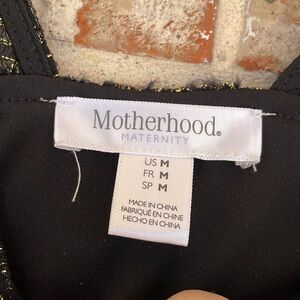 Motherhood®
MATERNITY
US M
FR M
SP M
MADE IN CHINA
FABRIQUÉ EN CHINE
HECHO EN CHINA